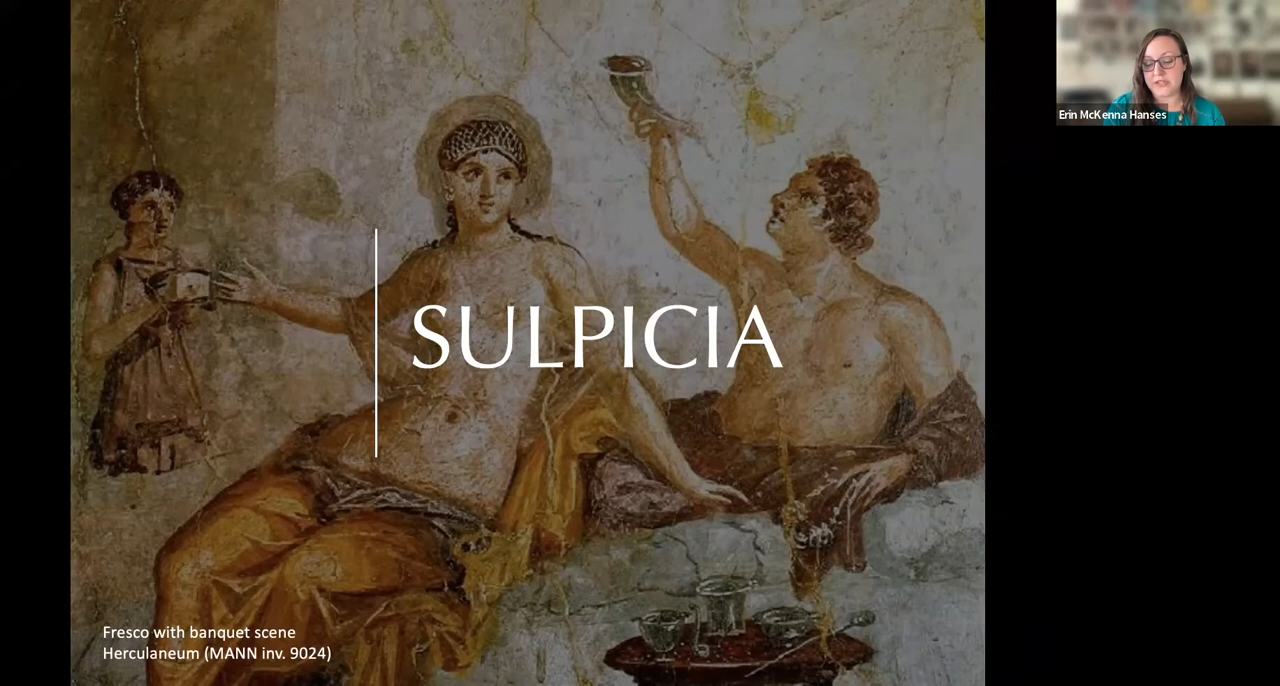 SULPICIA
Fresco with banquet scene
Herculaneum (MANN inv. 9024)
Erin McKenna Hanses